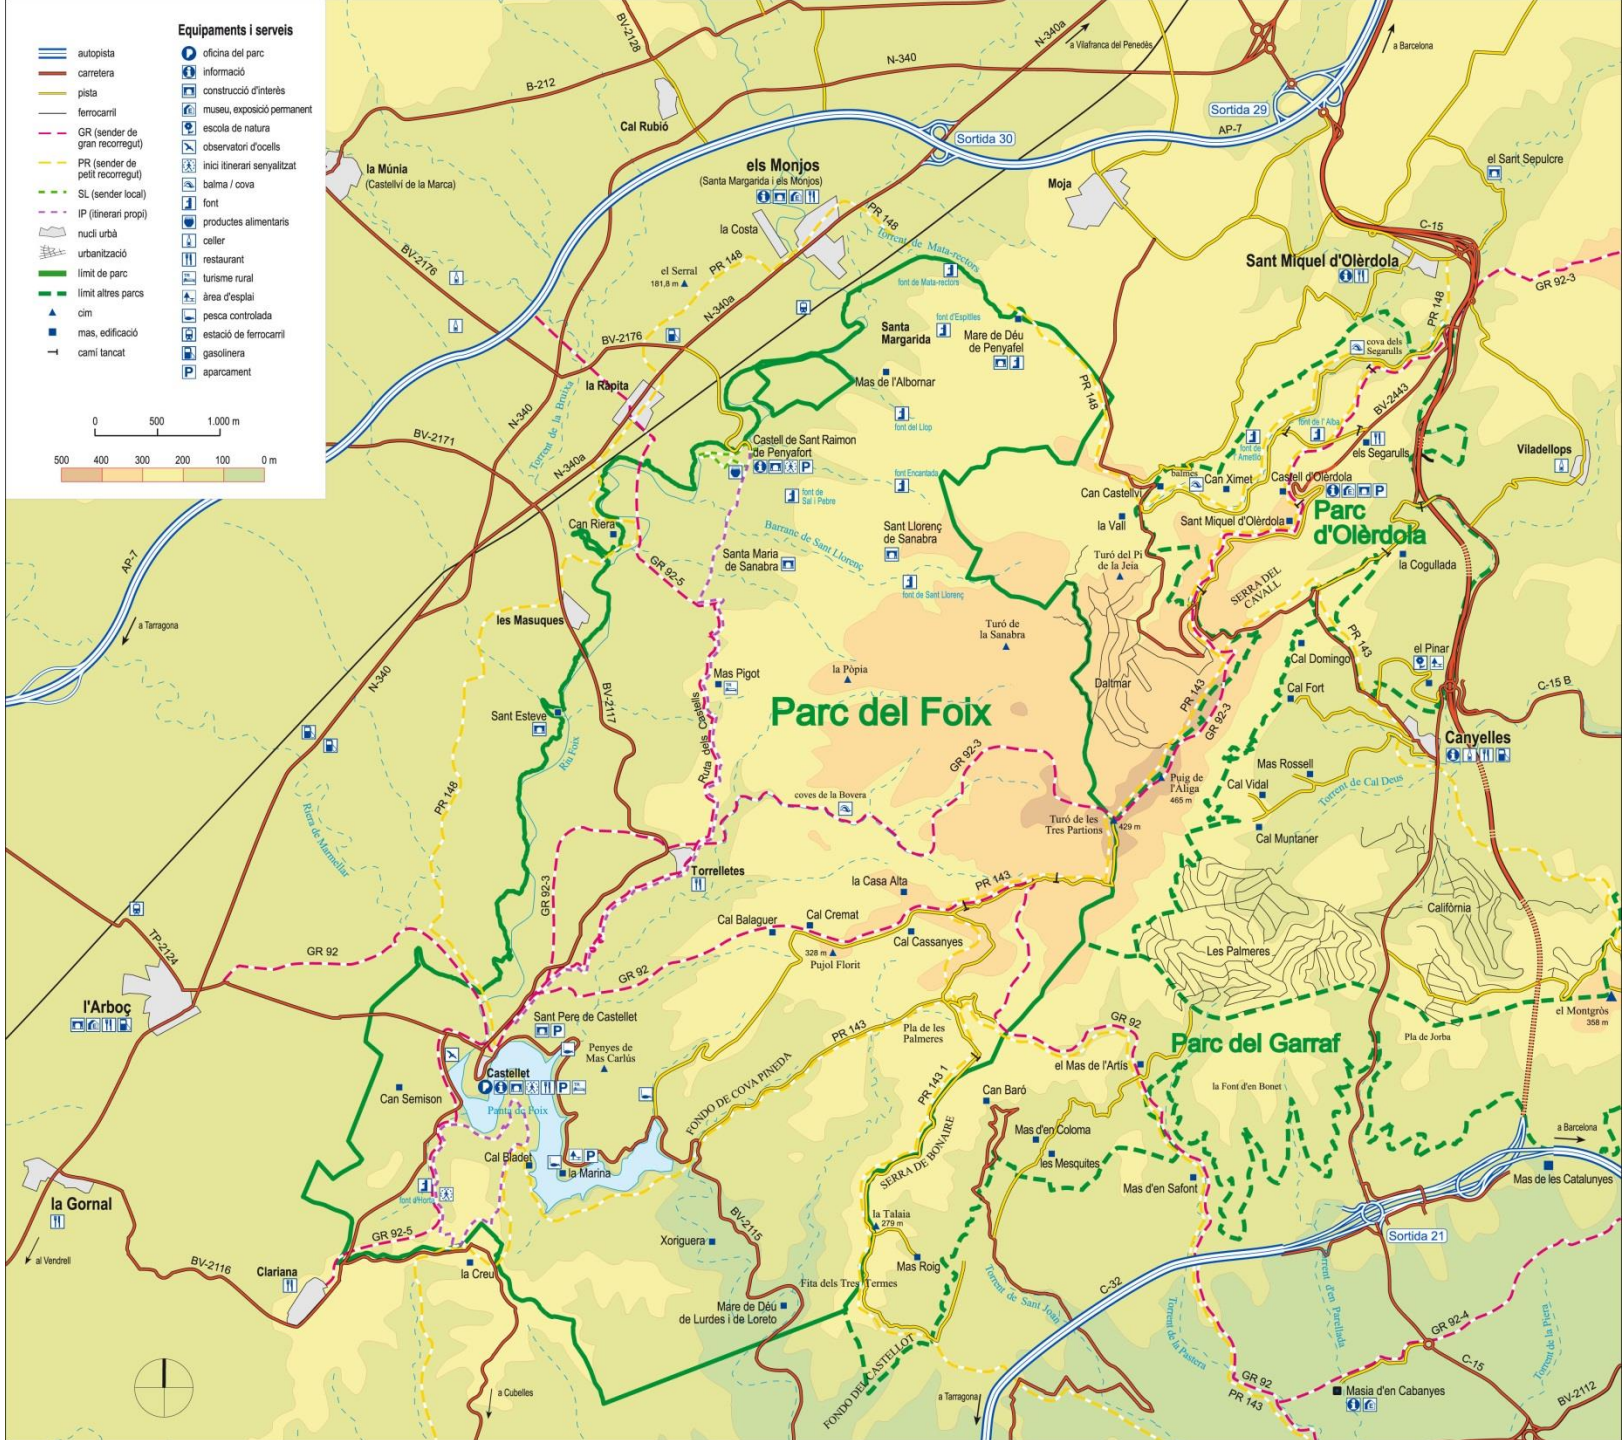 Equipaments i serveis
autopista
carretera
pista
ferrocarril
GR (sender de
gran recorregut)
PR (sender de
petit recorregut)
SL (sender local)
IP (itinerari propi)
nucli urbà
urbanització
límit de parc
límit altres parcs
cim
mas, edificació
camí tancat
oficina del parc
informació
construcció d'interès
museu, exposició permanent
escola de natura
observatori d'ocells
inici itinerari senyalitzat
balma / cova
font
productes alimentaris
celler
restaurant
turisme rural
àrea d'esplai
pesca controlada
estació de ferrocarril
gasolinera
aparcament
0 500 1.000 m
500 400 300 200 100 0 m
BV-2128
N-340a
a Vilafranca del Penedès
a Barcelona
N-340
B-212
Sortida 29
Cal Rubió
AP-7
Sortida 30
la Múnia
(Castellví de la Marca)
els Monjos
(Santa Margarida i els Monjos)
Moja
el Sant Sepulcre
PR 148
la Costa
Torrent de Mata-rectors
C-15
BV-2176
PR 148
Sant Miquel d'Olèrdola
el Serral
181,8 m
font de Mata-rectors
GR 92-3
N-340a
PR 148
font d'Espitlles
Santa
Margarida
Mare de Déu
de Penyafel
cova dels
Segarulls
BV-2176
la Ràpita
Mas de l'Albornar
PR 148
BV-2443
Torrent de la Bruixa
N-340
font del Llop
font de l' Alba
BV-2171
Castell de Sant Raimon
de Penyafort
font de
l'Ametlló
els Segarulls
Viladellops
N-340a
font Encantada
balmes
Can Ximet
Castell d'Olèrdola
font de
Sal i Pebre
Can Castellví
la Vall
Sant Miquel d'Olèrdola
Parc
d'Olèrdola
Can Riera
Barranc de Sant Llorenç
Sant Llorenç
de Sanabra
AP-7
GR 92-5
Santa Maria
de Sanabra
Turó del Pi
de la Jeia
la Cogullada
font de Sant Llorenç
SERRA DEL
CAVALL
a Tarragona
les Masuques
Turó de
la Sanabra
PR 143
Cal Domingo
el Pinar
N-340
la Pòpia
Mas Pigot
Daltmar
PR 143
Cal Fort
C-15 B
BV-2117
Sant Esteve
Parc del Foix
GR 92-3
Canyelles
Riu Foix
Ruta dels Castells
GR 92-3
Mas Rossell
PR 148
coves de la Bovera
Puig de
l'Àliga
465 m
Cal Vidal
Torrent de Cal Deus
Riera de Marmellar
Turó de les
Tres Partions
429 m
Cal Muntaner
Torrelletes
GR 92-3
la Casa Alta
PR 143
Califòrnia
TP-2124
Cal Balaguer
Cal Cremat
Cal Cassanyes
GR 92
328 m
Pujol Florit
Les Palmeres
GR 92
l'Arboç
Sant Pere de Castellet
PR 143
Pla de les
Palmeres
GR 92
el Montgròs
358 m
Penyes de
Mas Carlús
Parc del Garraf
Pla de Jorba
Castellet
FONDO DE COVA PINEDA
PR 143 1
el Mas de l'Artís
la Font d'en Bonet
Can Semison
Pantà de Foix
Can Baró
Mas d'en Coloma
a Barcelona
Cal Bladet
la Marina
SERRA DE BONAIRE
les Mesquites
Mas de les Catalunyes
la Gornal
font d'Horta
Mas d'en Safont
la Talaia
279 m
BV-2115
GR 92-5
Xoriguera
Sortida 21
al Vendrell
BV-2116
Clariana
la Creu
Mas Roig
Fita dels Tres Termes
Torrent de Sant Joan
C-32
Torrent d'en Parellada
Mare de Déu
de Lurdes i de Loreto
Torrent de la Pastera
GR 92-4
Torrent de la Piera
FONDO DEL CASTELLOT
C-15
a Cubelles
a Tarragona
GR 92
PR 143
Masia d'en Cabanyes
BV-2112